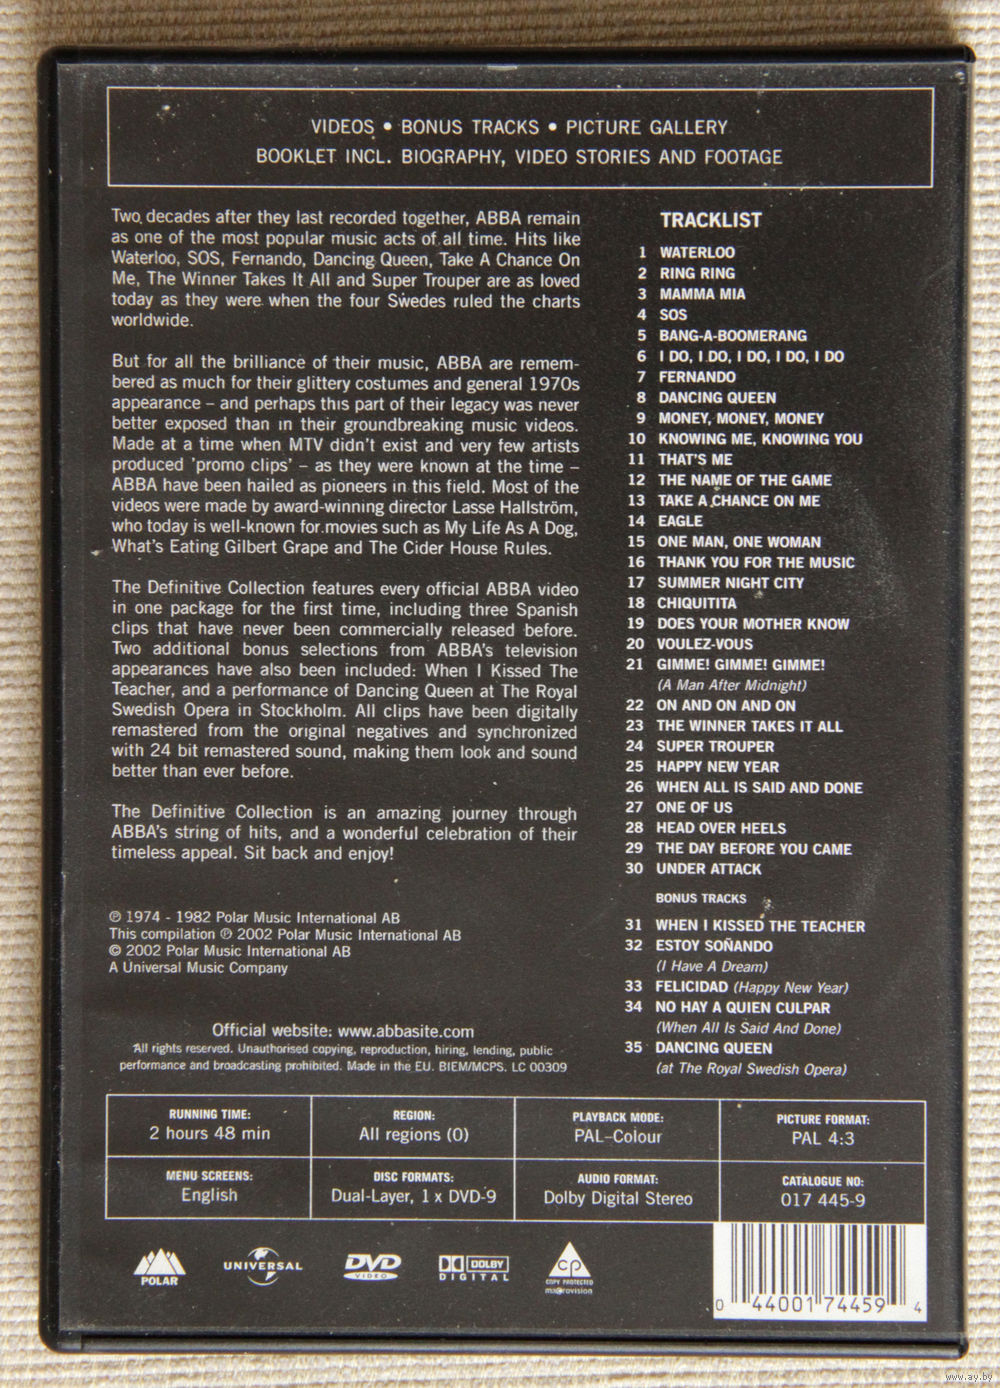 VIDEOS • BONUS TRACKS • PICTURE GALLERY
BOOKLET INCL. BIOGRAPHY, VIDEO STORIES AND FOOTAGE
Two decades after they last recorded together, ABBA remain
as one of the most popular music acts of all time. Hits like
Waterloo, SOS, Fernando, Dancing Queen, Take A Chance On
Me, The Winner Takes It All and Super Trouper are as loved
today as they were when the four Swedes ruled the charts
worldwide.
But for all the brilliance of their music, ABBA are remem-
bered as much for their glittery costumes and general 1970s
appearance – and perhaps this part of their legacy was never
better exposed than in their groundbreaking music videos.
Made at a time when MTV didn't exist and very few artists
produced 'promo clips' – as they were known at the time –
ABBA have been hailed as pioneers in this field. Most of the
videos were made by award-winning director Lasse Hallström,
who today is well-known for movies such as My Life As A Dog,
What's Eating Gilbert Grape and The Cider House Rules.
The Definitive Collection features every official ABBA video
in one package for the first time, including three Spanish
clips that have never been commercially released before.
Two additional bonus selections from ABBA's television
appearances have also been included: When I Kissed The
Teacher, and a performance of Dancing Queen at The Royal
Swedish Opera in Stockholm. All clips have been digitally
remastered from the original negatives and synchronized
with 24 bit remastered sound, making them look and sound
better than ever before.
The Definitive Collection is an amazing journey through
ABBA's string of hits, and a wonderful celebration of their
timeless appeal. Sit back and enjoy!
℗ 1974 - 1982 Polar Music International AB
This compilation ℗ 2002 Polar Music International AB
© 2002 Polar Music International AB
A Universal Music Company
Official website: www.abbasite.com
All rights reserved. Unauthorised copying, reproduction, hiring, lending, public
performance and broadcasting prohibited. Made in the EU. BIEM/MCPS. LC 00309
TRACKLIST
1 WATERLOO
2 RING RING
3 MAMMA MIA
4 SOS
5 BANG-A-BOOMERANG
6 I DO, I DO, I DO, I DO, I DO
7 FERNANDO
8 DANCING QUEEN
9 MONEY, MONEY, MONEY
10 KNOWING ME, KNOWING YOU
11 THAT'S ME
12 THE NAME OF THE GAME
13 TAKE A CHANCE ON ME
14 EAGLE
15 ONE MAN, ONE WOMAN
16 THANK YOU FOR THE MUSIC
17 SUMMER NIGHT CITY
18 CHIQUITITA
19 DOES YOUR MOTHER KNOW
20 VOULEZ-VOUS
21 GIMME! GIMME! GIMME!
(A Man After Midnight)
22 ON AND ON AND ON
23 THE WINNER TAKES IT ALL
24 SUPER TROUPER
25 HAPPY NEW YEAR
26 WHEN ALL IS SAID AND DONE
27 ONE OF US
28 HEAD OVER HEELS
29 THE DAY BEFORE YOU CAME
30 UNDER ATTACK
BONUS TRACKS
31 WHEN I KISSED THE TEACHER
32 ESTOY SOÑANDO
(I Have A Dream)
33 FELICIDAD (Happy New Year)
34 NO HAY A QUIEN CULPAR
(When All Is Said And Done)
35 DANCING QUEEN
(at The Royal Swedish Opera)
RUNNING TIME:
2 hours 48 min
REGION:
All regions (0)
PLAYBACK MODE:
PAL–Colour
PICTURE FORMAT:
PAL 4:3
MENU SCREENS:
English
DISC FORMATS:
Dual-Layer, 1 x DVD-9
AUDIO FORMAT:
Dolby Digital Stereo
CATALOGUE NO:
017 445-9
POLAR
UNIVERSAL
DVD
VIDEO
DOLBY
DIGITAL
CP
COPY PROTECTED
macrovision
0 44001 74459 4
www.ay.by